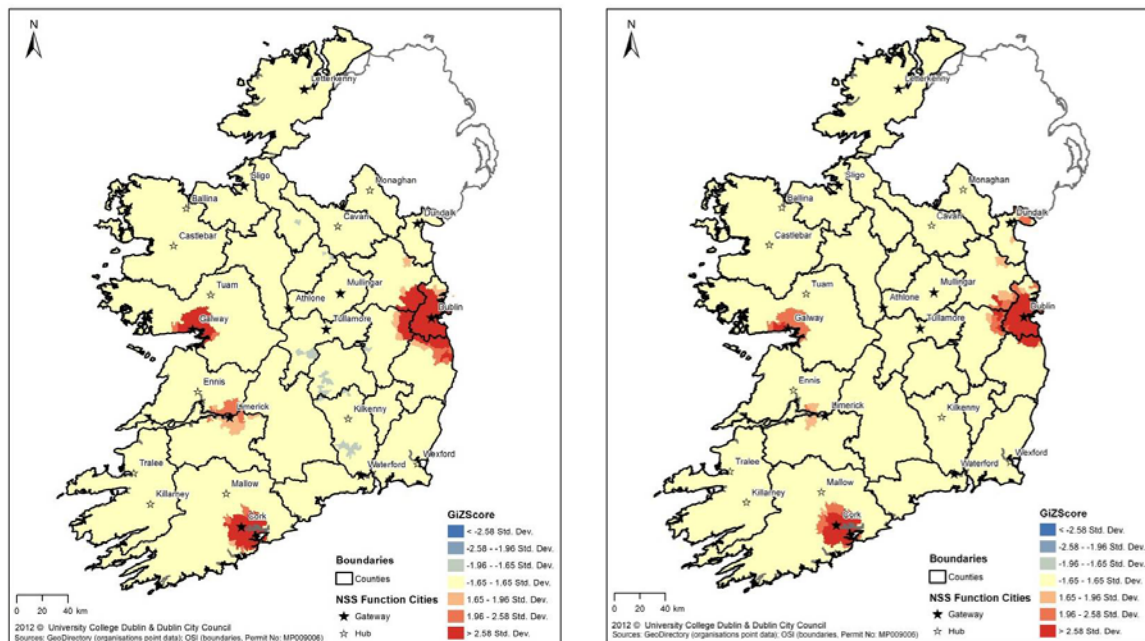 N
Letterkenny
Sligo
Monaghan
Ballina
Cavan
Dundalk
Castlebar
Tuam
Mullingar
Athlone
Dublin
Galway
Tullamore
Ennis
Limerick
Kilkenny
Tralee
Wexford
Waterford
Mallow
Killarney
Cork
GiZScore
< -2.58 Std. Dev.
-2.58 - -1.96 Std. Dev.
-1.96 - -1.65 Std. Dev.
-1.65 - 1.65 Std. Dev.
1.65 - 1.96 Std. Dev.
1.96 - 2.58 Std. Dev.
> 2.58 Std. Dev.
Boundaries
Counties
NSS Function Cities
Gateway
Hub
0 20 40 km
2012 © University College Dublin & Dublin City Council
Sources: GeoDirectory (organisations point data); OSI (boundaries, Permit No: MP009006)
N
Letterkenny
Sligo
Monaghan
Ballina
Cavan
Dundalk
Castlebar
Tuam
Mullingar
Athlone
Dublin
Galway
Tullamore
Ennis
Limerick
Kilkenny
Tralee
Wexford
Waterford
Mallow
Killarney
Cork
GiZScore
< -2.58 Std. Dev.
-2.58 - -1.96 Std. Dev.
-1.96 - -1.65 Std. Dev.
-1.65 - 1.65 Std. Dev.
1.65 - 1.96 Std. Dev.
1.96 - 2.58 Std. Dev.
> 2.58 Std. Dev.
Boundaries
Counties
NSS Function Cities
Gateway
Hub
0 20 40 km
2012 © University College Dublin & Dublin City Council
Sources: GeoDirectory (organisations point data); OSI (boundaries, Permit No: MP009006)